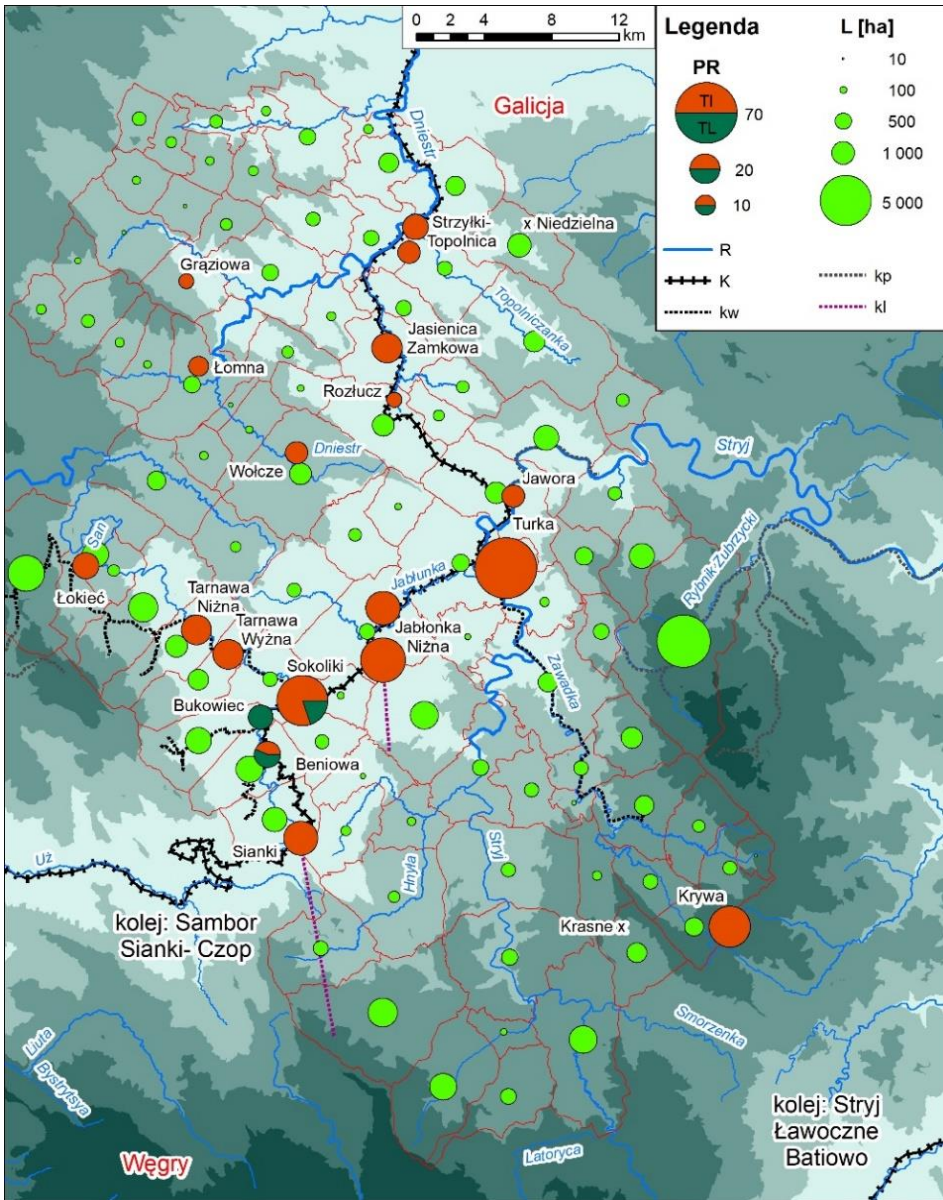 0 2 4 8 12
km
Legenda
PR
TI
TL
70
20
10
R
K
kw
L [ha]
10
100
500
1 000
5 000
kp
kl
Galicja
Dniestr
x Niedzielna
Strzyłki-
Topolnica
Grąziowa
Topolniczanka
Jasienica
Zamkowa
Łomna
Rozłucz
Dniestr
Wołcze
Stryj
Jawora
Turka
San
Jabłunka
Rybnik Zubrzycki
Łokieć
Tarnawa
Niżna
Tarnawa
Wyżna
Jabłonka
Niżna
Sokoliki
Zawadka
Bukowiec
Beniowa
Sianki
Uż
Hnyła
Stryj
kolej: Sambor
Sianki- Czop
Krywa
Krasne x
Smorzenka
Liuta
Bystrytsya
kolej: Stryj
Ławoczne
Batiowo
Latoryca
Węgry